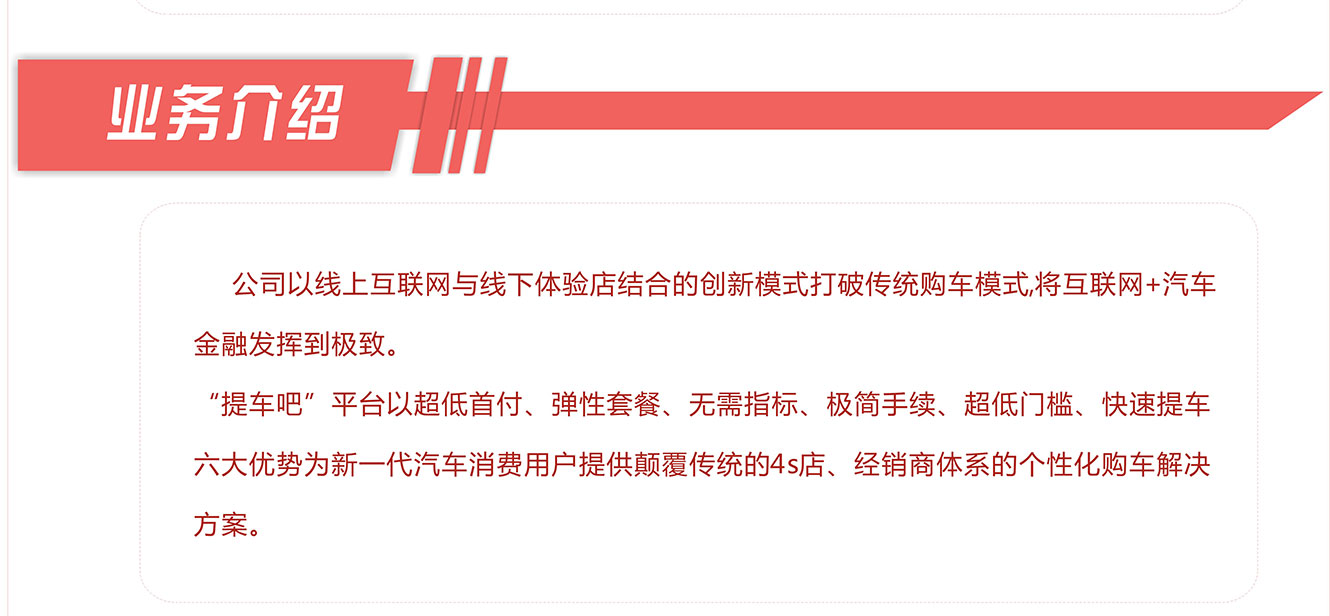 业务介绍
公司以线上互联网与线下体验店结合的创新模式打破传统购车模式,将互联网+汽车
金融发挥到极致。
“提车吧”平台以超低首付、弹性套餐、无需指标、极简手续、超低门槛、快速提车
六大优势为新一代汽车消费用户提供颠覆传统的4s店、经销商体系的个性化购车解决
方案。